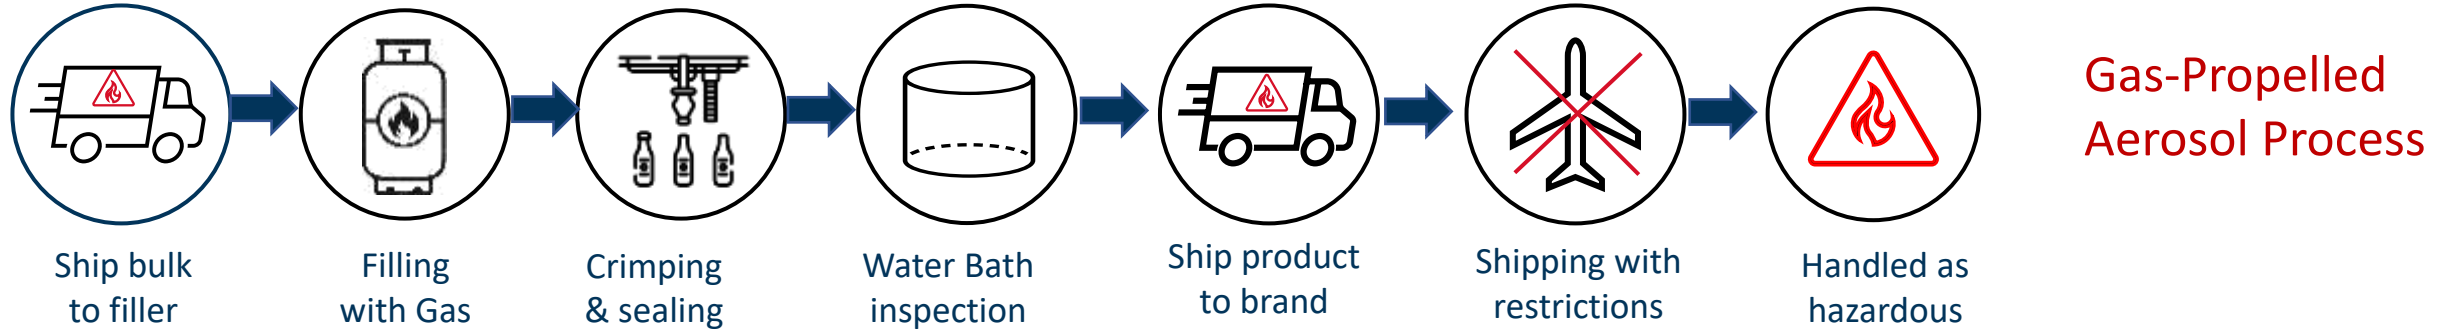 Gas-Propelled
Aerosol Process
Ship bulk
to filler
Filling
with Gas
Crimping
& sealing
Water Bath
inspection
Ship product
to brand
Shipping with
restrictions
Handled as
hazardous